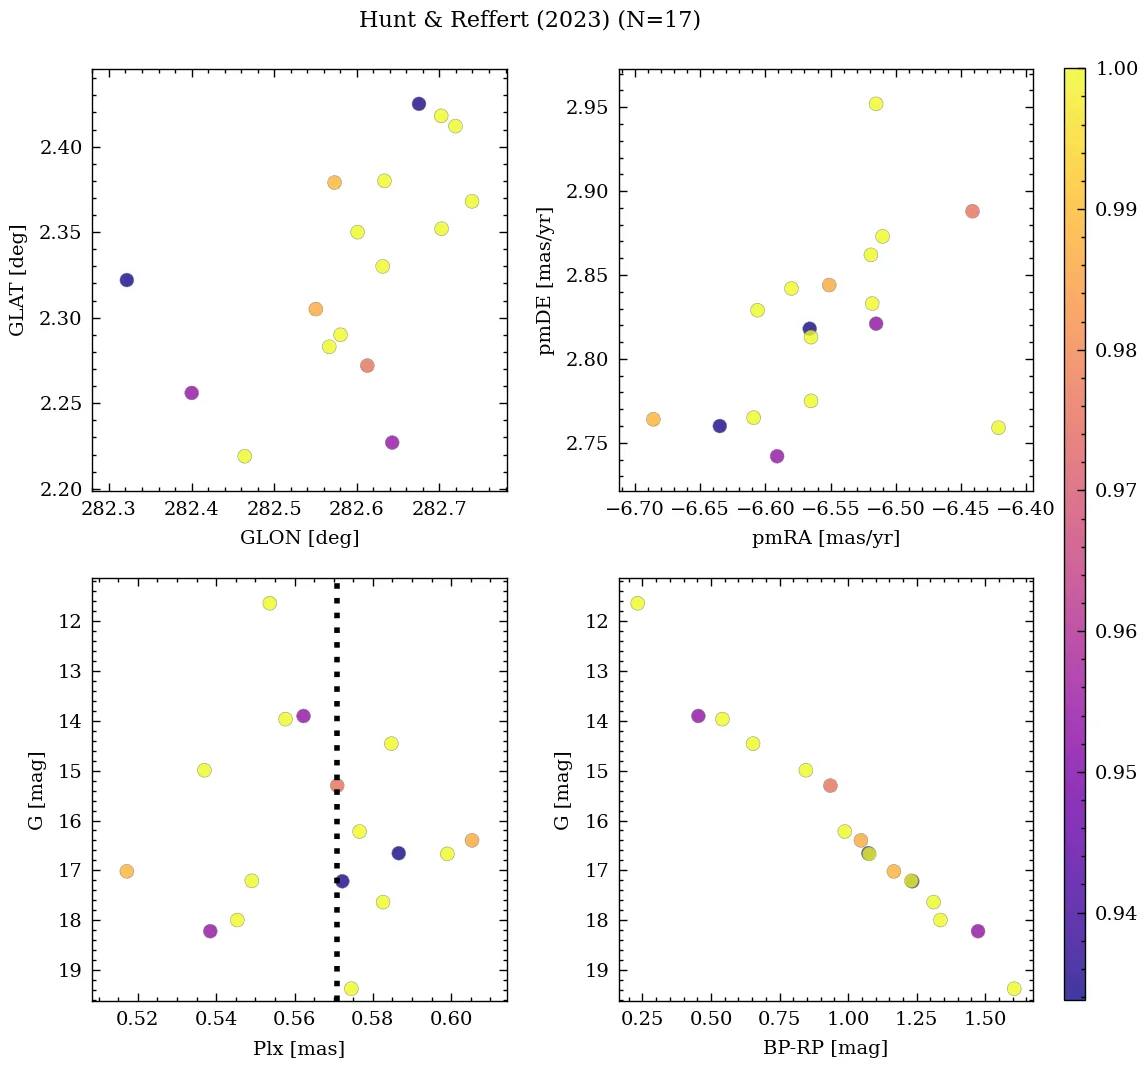 Hunt & Reffert (2023) (N=17)
2.40
2.35
2.30
2.25
2.20
GLAT [deg]
282.3 282.4 282.5 282.6 282.7
GLON [deg]
2.95
2.90
2.85
2.80
2.75
pmDE [mas/yr]
−6.70 −6.65 −6.60 −6.55 −6.50 −6.45 −6.40
pmRA [mas/yr]
12
13
14
15
16
17
18
19
G [mag]
0.52 0.54 0.56 0.58 0.60
Plx [mas]
12
13
14
15
16
17
18
19
G [mag]
0.25 0.50 0.75 1.00 1.25 1.50
BP-RP [mag]
1.00
0.99
0.98
0.97
0.96
0.95
0.94